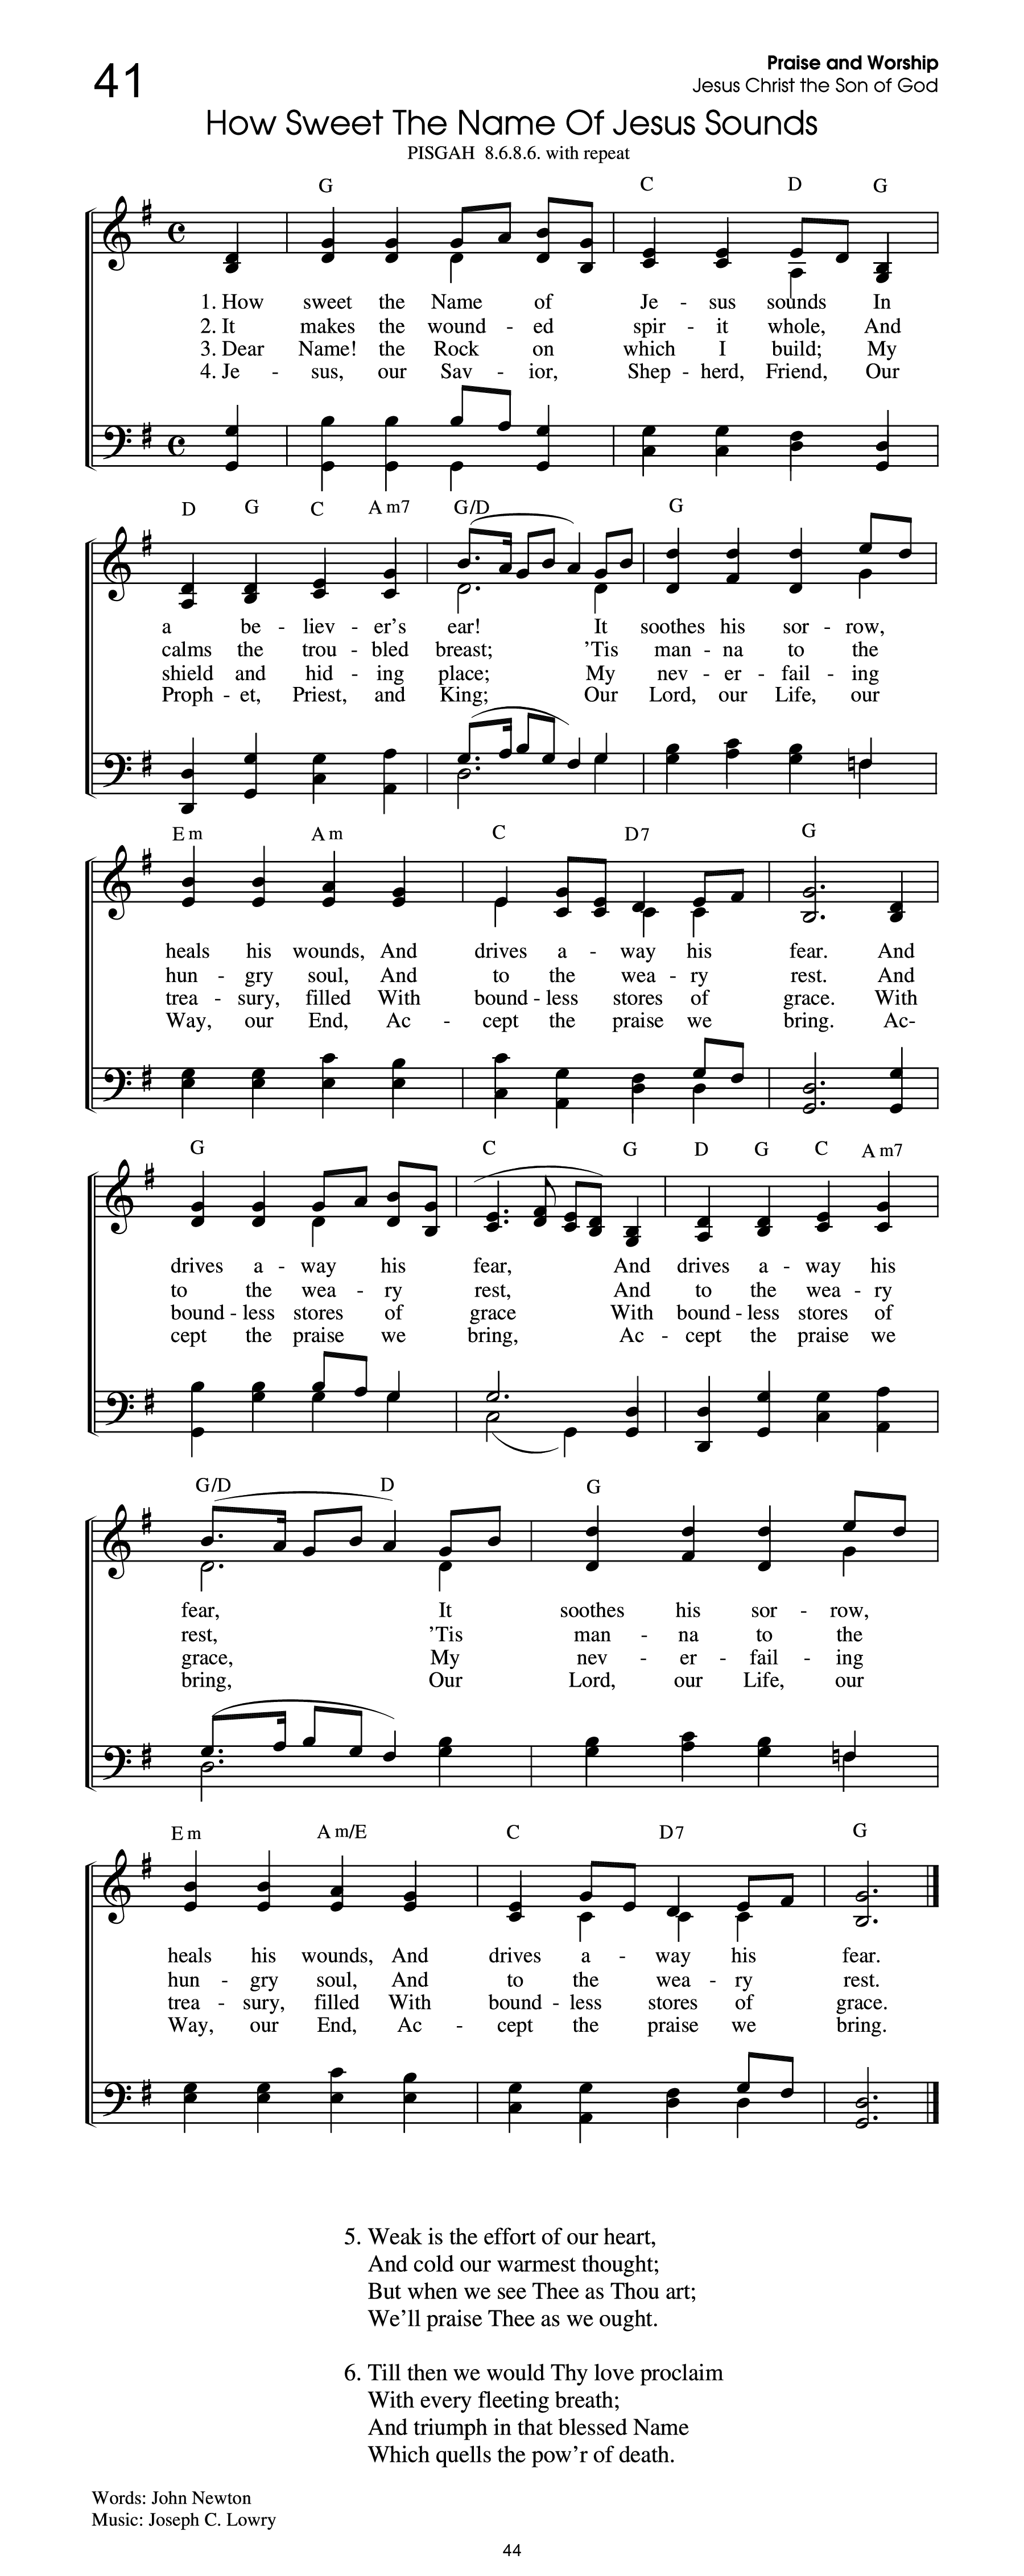 41
Praise and Worship
Jesus Christ the Son of God
How Sweet The Name Of Jesus Sounds
PISGAH 8.6.8.6. with repeat
G C D G
1. How sweet the Name of Je - sus sounds In
2. It makes the wound - ed spir - it whole, And
3. Dear Name! the Rock on which I build; My
4. Je - sus, our Sav - ior, Shep - herd, Friend, Our
D G C Am7 G/D G
a be - liev - er's ear! It soothes his sor - row,
calms the trou - bled breast; 'Tis man - na to the
shield and hid - ing place; My nev - er - fail - ing
Proph - et, Priest, and King; Our Lord, our Life, our
Em Am C D7 G
heals his wounds, And drives a - way his fear. And
hun - gry soul, And to the wea - ry rest. And
trea - sury, filled With bound - less stores of grace. With
Way, our End, Ac - cept the praise we bring. Ac-
G C G D G C Am7
drives a - way his fear, And drives a - way his
to the wea - ry rest, And to the wea - ry
bound - less stores of grace With bound - less stores of
cept the praise we bring, Ac - cept the praise we
G/D D G
fear, It soothes his sor - row,
rest, 'Tis man - na to the
grace, My nev - er - fail - ing
bring, Our Lord, our Life, our
Em Am/E C D7 G
heals his wounds, And drives a - way his fear.
hun - gry soul, And to the wea - ry rest.
trea - sury, filled With bound - less stores of grace.
Way, our End, Ac - cept the praise we bring.
5. Weak is the effort of our heart,
And cold our warmest thought;
But when we see Thee as Thou art;
We'll praise Thee as we ought.
6. Till then we would Thy love proclaim
With every fleeting breath;
And triumph in that blessed Name
Which quells the pow'r of death.
Words: John Newton
Music: Joseph C. Lowry
44